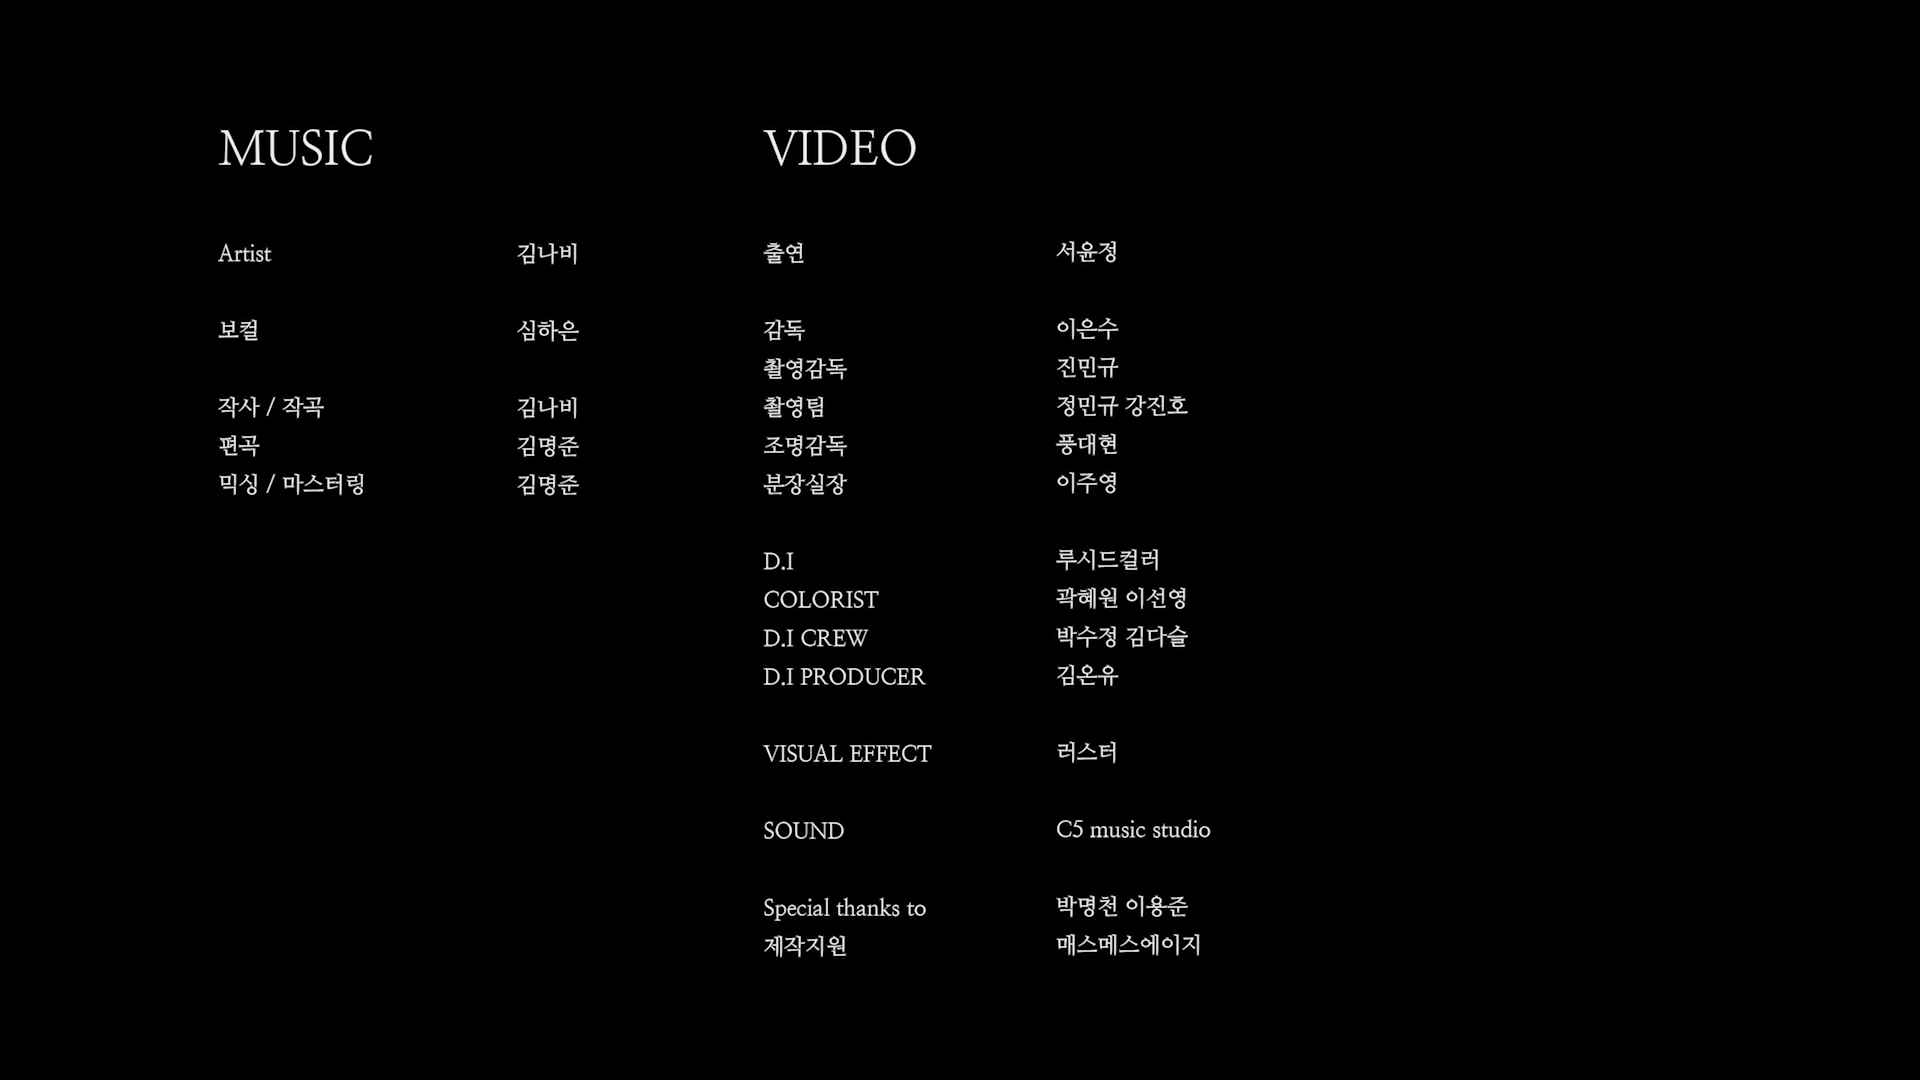 MUSIC
Artist 김나비
보컬 심하은
작사 / 작곡 김나비
편곡 김명준
믹싱 / 마스터링 김명준
VIDEO
출연 서윤정
감독 이은수
촬영감독 진민규
촬영팀 정민규 강진호
조명감독 풍대현
분장실장 이주영
D.I 루시드컬러
COLORIST 곽혜원 이선영
D.I CREW 박수정 김다슬
D.I PRODUCER 김온유
VISUAL EFFECT 러스터
SOUND C5 music studio
Special thanks to 박명천 이용준
제작지원 매스메스에이지